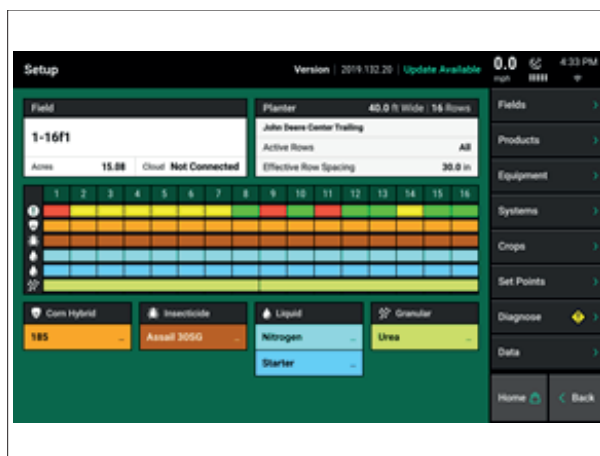 Setup
Version | 2019.132.20 | Update Available
0.0
mph
4:33 PM
Field
1-16f1
Acres 15.08 Cloud Not Connected
Planter 40.0 ft Wide | 16 Rows
John Deere Center Trailing
Active Rows All
Effective Row Spacing 30.0 in
1 2 3 4 5 6 7 8 9 10 11 12 13 14 15 16
Corn Hybrid
185 ...
Insecticide
Assail 30SG ...
Liquid
Nitrogen ...
Starter ...
Granular
Urea ...
Fields
Products
Equipment
Systems
Crops
Set Points
Diagnose
Data
Home
Back